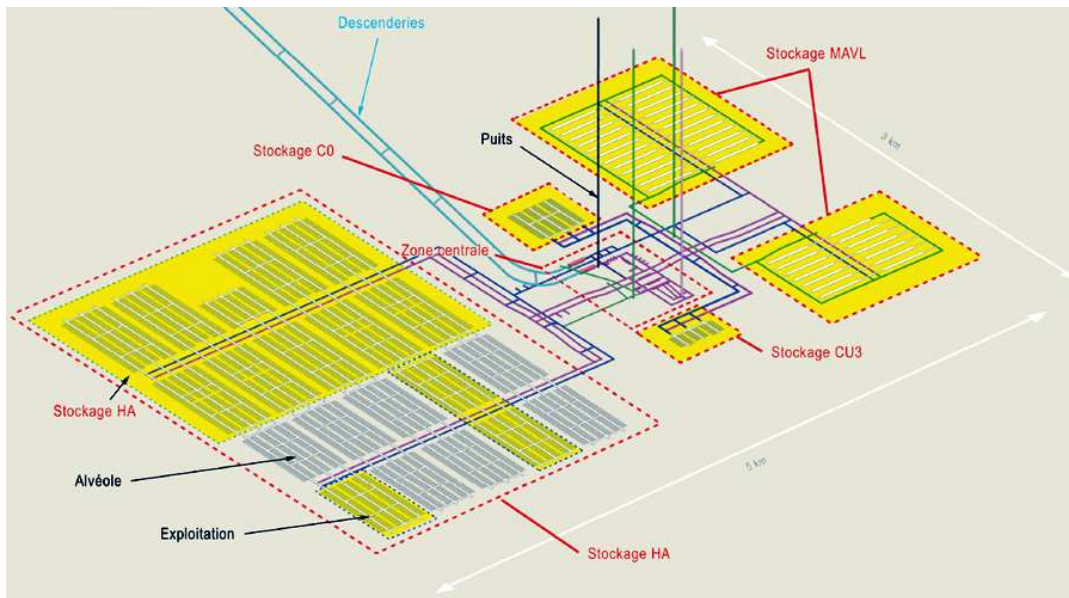 Descenderies
Stockage MAVL
Puits
3 km
Stockage C0
Zone centrale
Stockage CU3
Stockage HA
5 km
Alvéole
Exploitation
Stockage HA